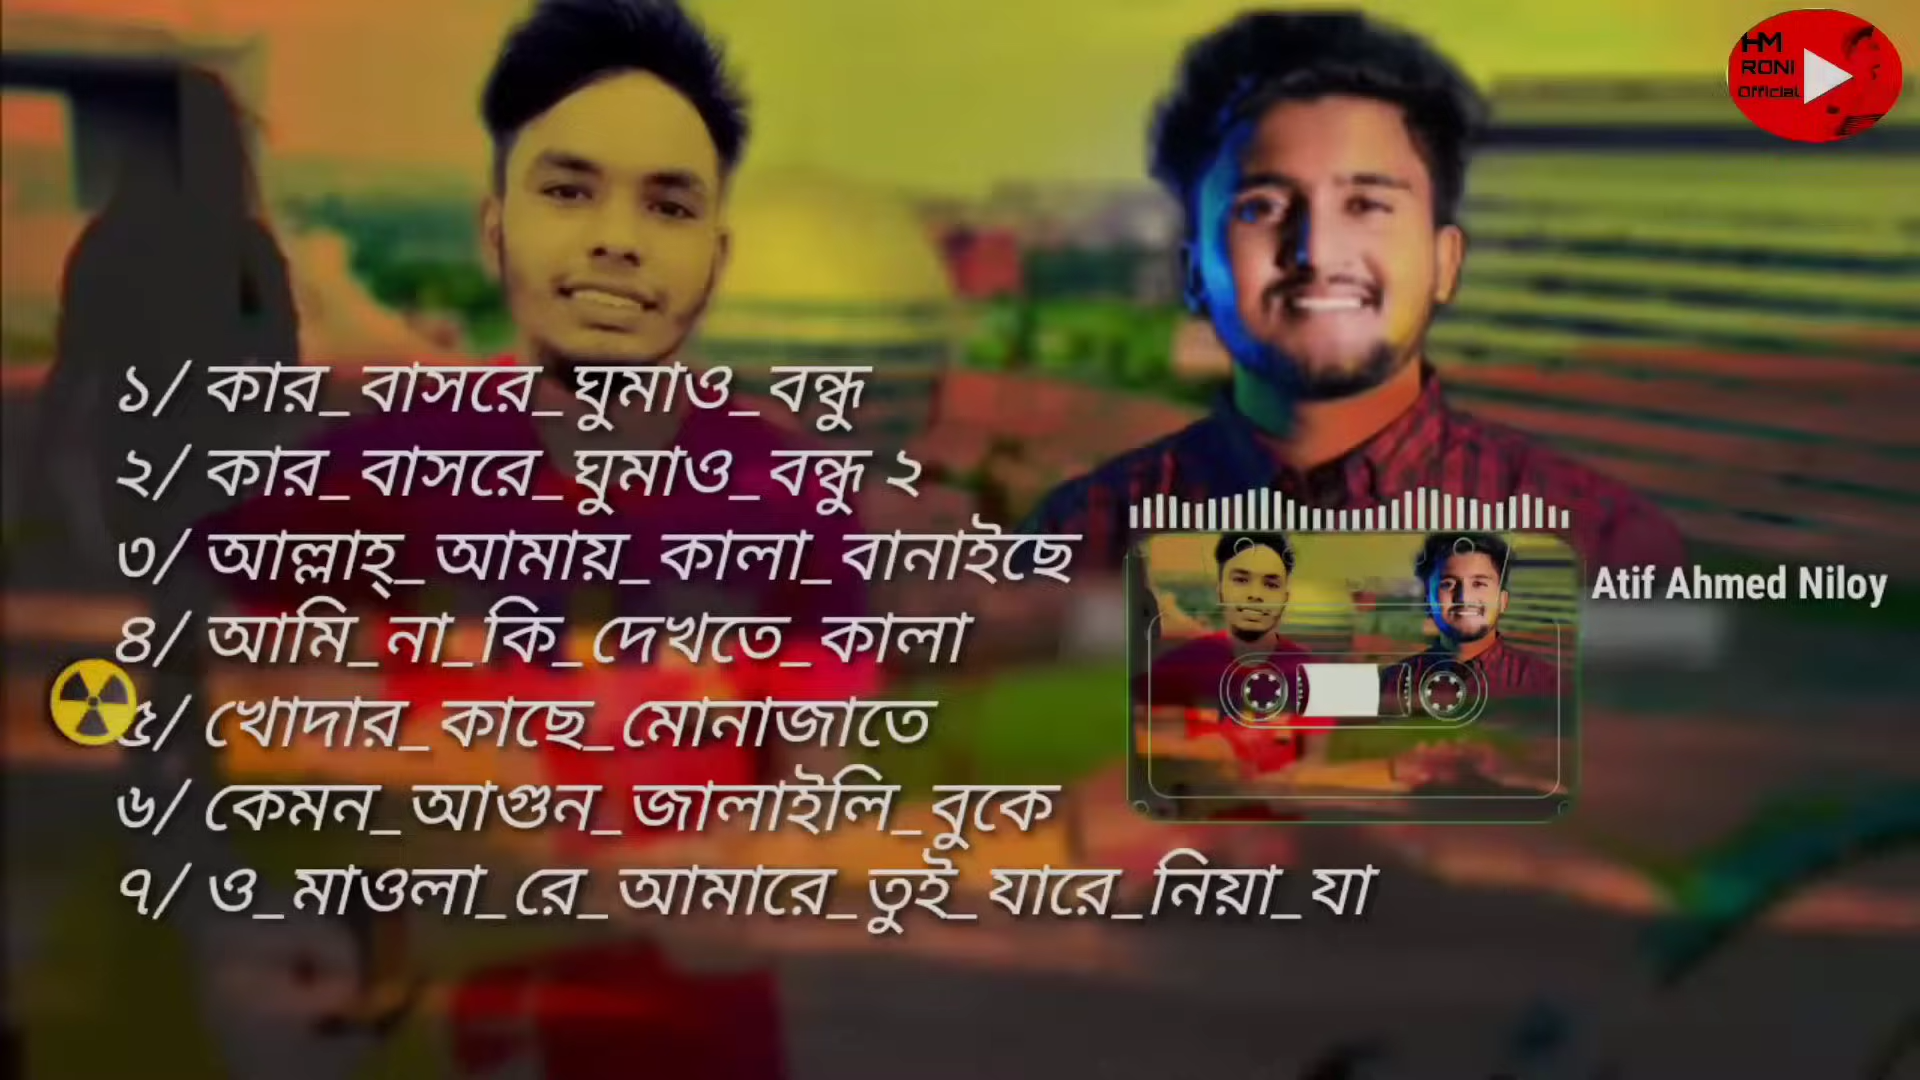 HM
RONI
Official
১/ কার_বাসরে_ঘুমাও_বন্ধু
২/ কার_বাসরে_ঘুমাও_বন্ধু ২
৩/ আল্লাহ্_আমায়_কালা_বানাইছে
Atif Ahmed Niloy
৪/ আমি_না_কি_দেখতে_কালা
৫/ খোদার_কাছে_মোনাজাতে
৬/ কেমন_আগুন_জালাইলি_বুকে
৭/ ও_মাওলা_রে_আমারে_তুই_যারে_নিয়া_যা